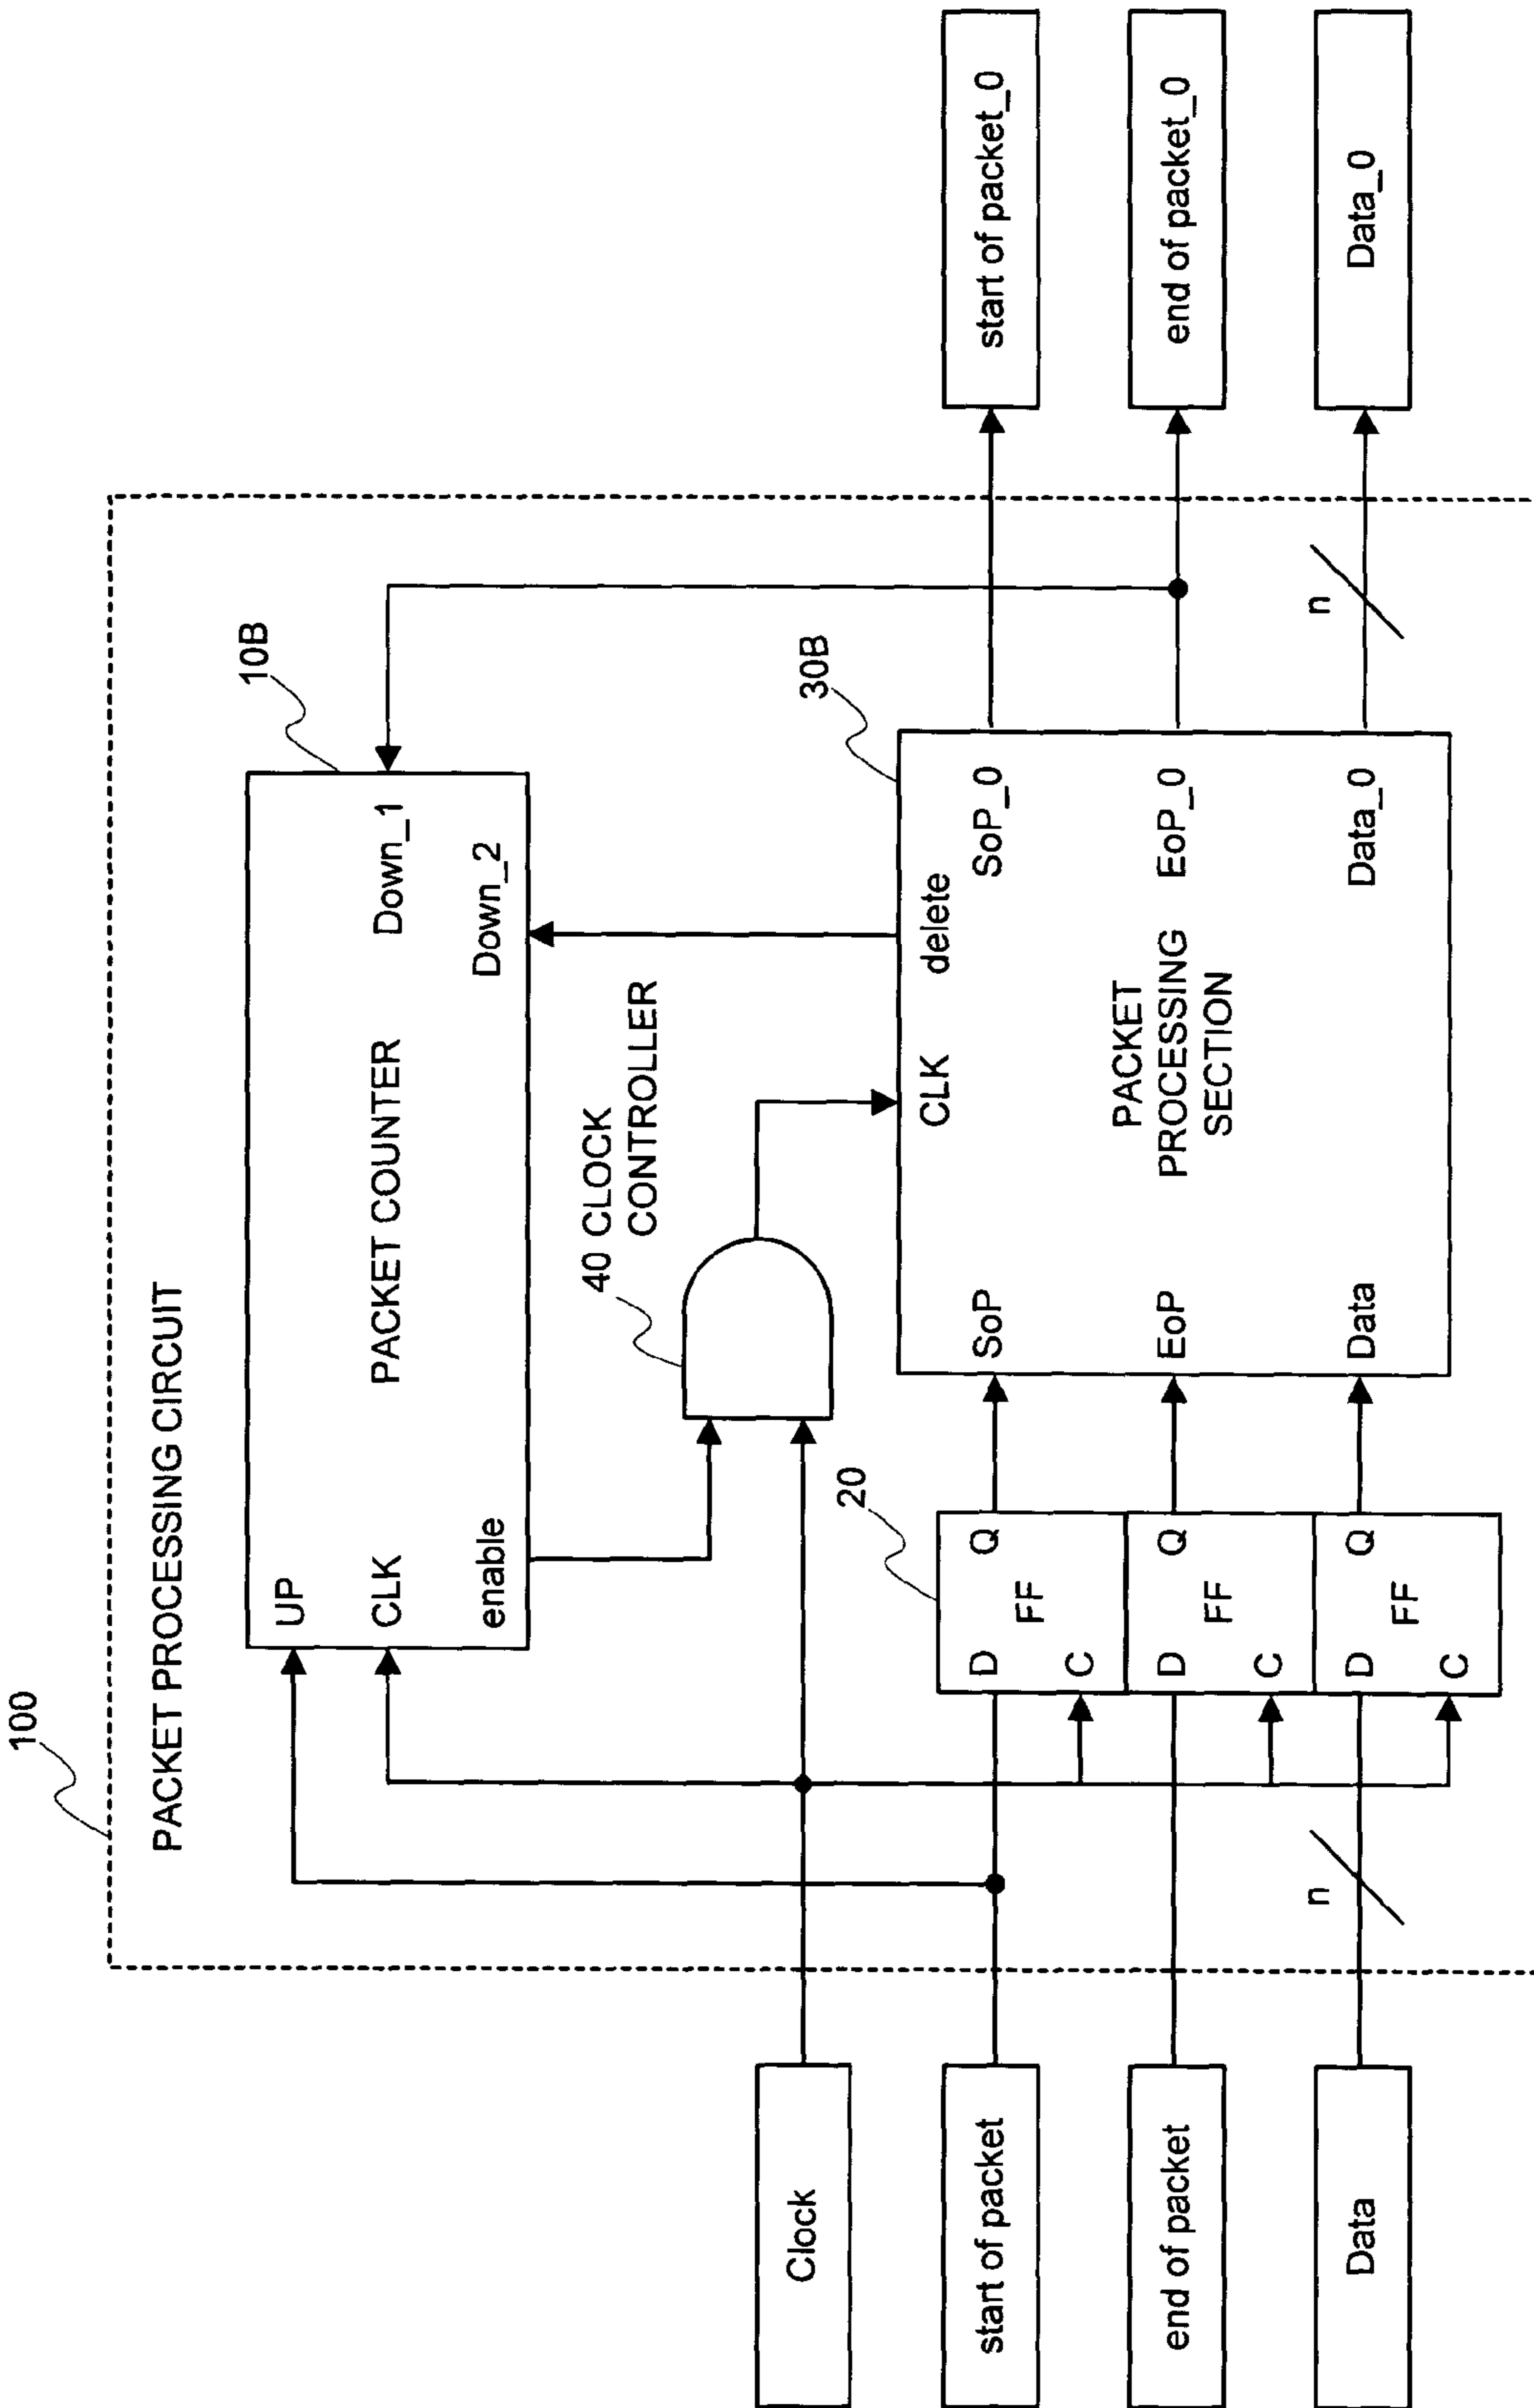 100
PACKET PROCESSING CIRCUIT
10B
UP
CLK
enable
PACKET COUNTER
Down_1
Down_2
40 CLOCK
CONTROLLER
Clock
start of packet
end of packet
Data
n
20
D
Q
FF
C
D
Q
FF
C
D
Q
FF
C
30B
CLK
delete
SoP
EoP
Data
PACKET
PROCESSING
SECTION
SoP_0
EoP_0
Data_0
n
start of packet_0
end of packet_0
Data_0